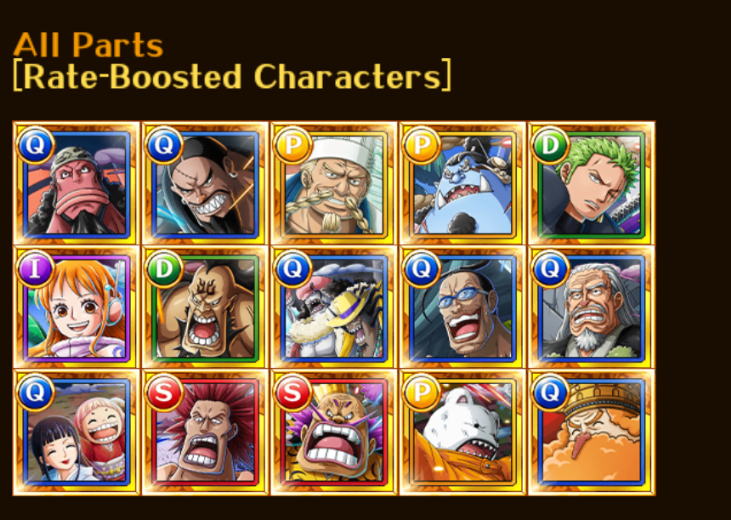 All Parts
[Rate-Boosted Characters]
Q Q P P D
I D Q Q Q
Q S S P Q